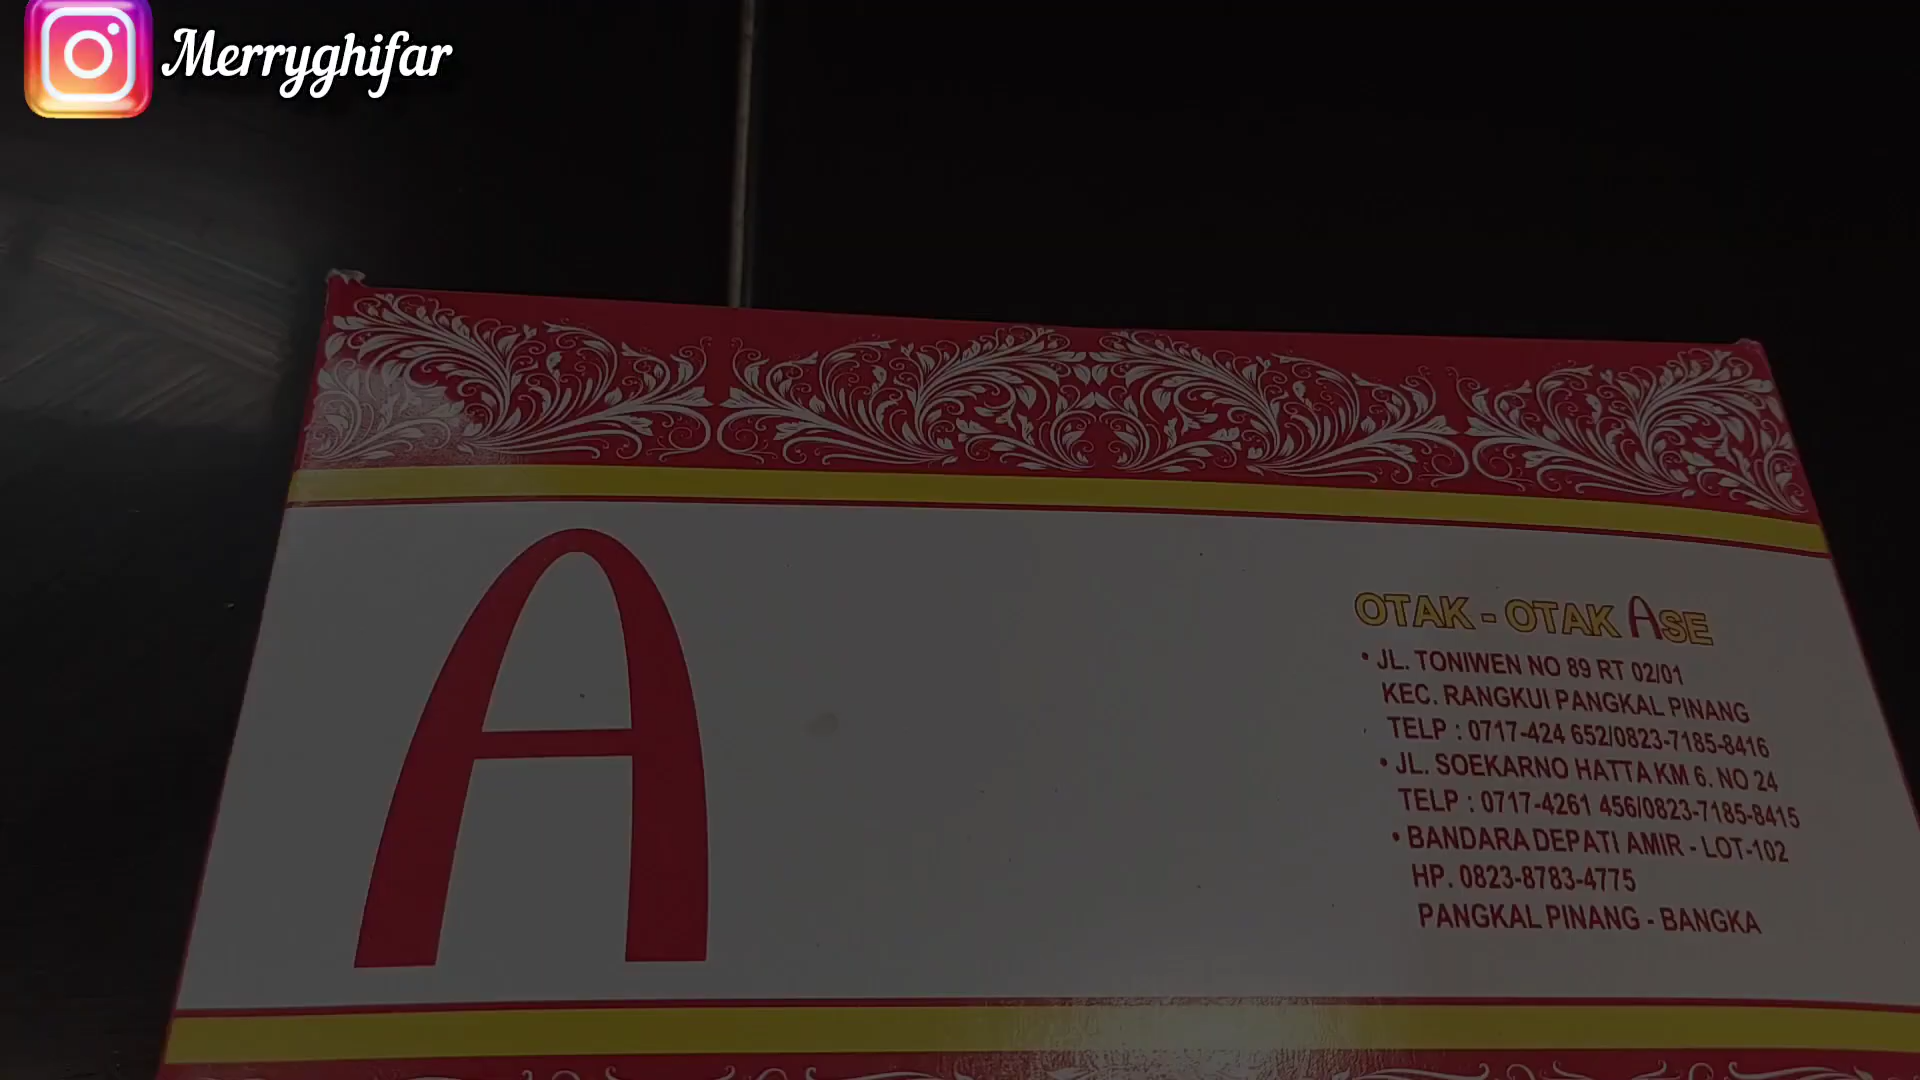 Merryghifar
A
OTAK - OTAK ASE
• JL. TONIWEN NO 89 RT 02/01
KEC. RANGKUI PANGKAL PINANG
TELP : 0717-424 652/0823-7185-8416
• JL. SOEKARNO HATTA KM 6. NO 24
TELP : 0717-4261 456/0823-7185-8415
• BANDARA DEPATI AMIR - LOT-102
HP. 0823-8783-4775
PANGKAL PINANG - BANGKA